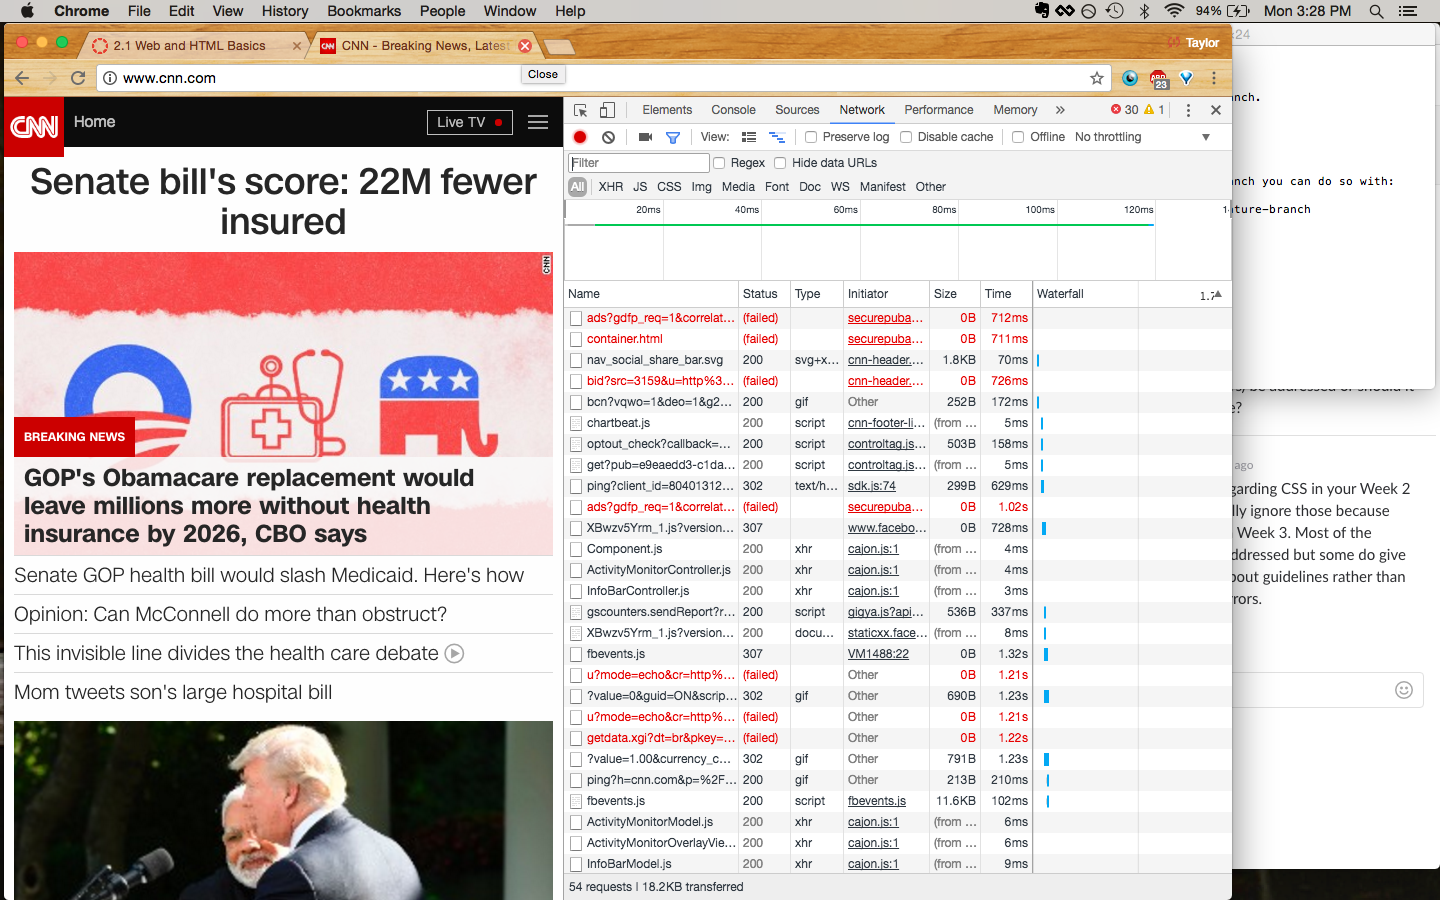 Chrome File Edit View History Bookmarks People Window Help 94% Mon 3:28 PM
2.1 Web and HTML Basics CNN CNN - Breaking News, Latest Taylor :24
www.cnn.com Close 23
CNN Home Live TV
Elements Console Sources Network Performance Memory » 30 1
View: Preserve log Disable cache Offline No throttling
Filter Regex Hide data URLs
All XHR JS CSS Img Media Font Doc WS Manifest Other
20ms 40ms 60ms 80ms 100ms 120ms
Senate bill's score: 22M fewer
insured
CNN
BREAKING NEWS
GOP's Obamacare replacement would
leave millions more without health
insurance by 2026, CBO says
Senate GOP health bill would slash Medicaid. Here's how
Opinion: Can McConnell do more than obstruct?
This invisible line divides the health care debate
Mom tweets son's large hospital bill
Name Status Type Initiator Size Time Waterfall 1.7
ads?gdfp_req=1&correlat... (failed) securepuba... 0B 712ms
container.html (failed) securepuba... 0B 711ms
nav_social_share_bar.svg 200 svg+x... cnn-header.... 1.8KB 70ms
bid?src=3159&u=http%3... (failed) cnn-header.... 0B 726ms
bcn?vqwo=1&deo=1&g2... 200 gif Other 252B 172ms
chartbeat.js 200 script cnn-footer-li... (from ... 5ms
optout_check?callback=... 200 script controltag.js... 503B 158ms
get?pub=e9eaedd3-c1da... 200 script controltag.js... (from ... 5ms
ping?client_id=80401312... 302 text/h... sdk.js:74 299B 629ms
ads?gdfp_req=1&correlat... (failed) securepuba... 0B 1.02s
XBwzv5Yrm_1.js?version... 307 www.facebo... 0B 728ms
Component.js 200 xhr cajon.js:1 (from ... 4ms
ActivityMonitorController.js 200 xhr cajon.js:1 (from ... 4ms
InfoBarController.js 200 xhr cajon.js:1 (from ... 3ms
gscounters.sendReport?r... 200 script gigya.js?api... 536B 337ms
XBwzv5Yrm_1.js?version... 200 docu... staticxx.face... (from ... 8ms
fbevents.js 307 VM1488:22 0B 1.32s
u?mode=echo&cr=http%... (failed) Other 0B 1.21s
?value=0&guid=ON&scrip... 302 gif Other 690B 1.23s
u?mode=echo&cr=http%... (failed) Other 0B 1.21s
getdata.xgi?dt=br&pkey=... (failed) Other 0B 1.22s
?value=1.00&currency_c... 302 gif Other 791B 1.23s
ping?h=cnn.com&p=%2F... 200 gif Other 213B 210ms
fbevents.js 200 script fbevents.js 11.6KB 102ms
ActivityMonitorModel.js 200 xhr cajon.js:1 (from ... 6ms
ActivityMonitorOverlayVie... 200 xhr cajon.js:1 (from ... 6ms
InfoBarModel.js 200 xhr cajon.js:1 (from ... 9ms
54 requests | 18.2KB transferred
nch.
nch you can do so with:
ture-branch
e?
ago
garding CSS in your Week 2
lly ignore those because
Week 3. Most of the
ddressed but some do give
bout guidelines rather than
rors.